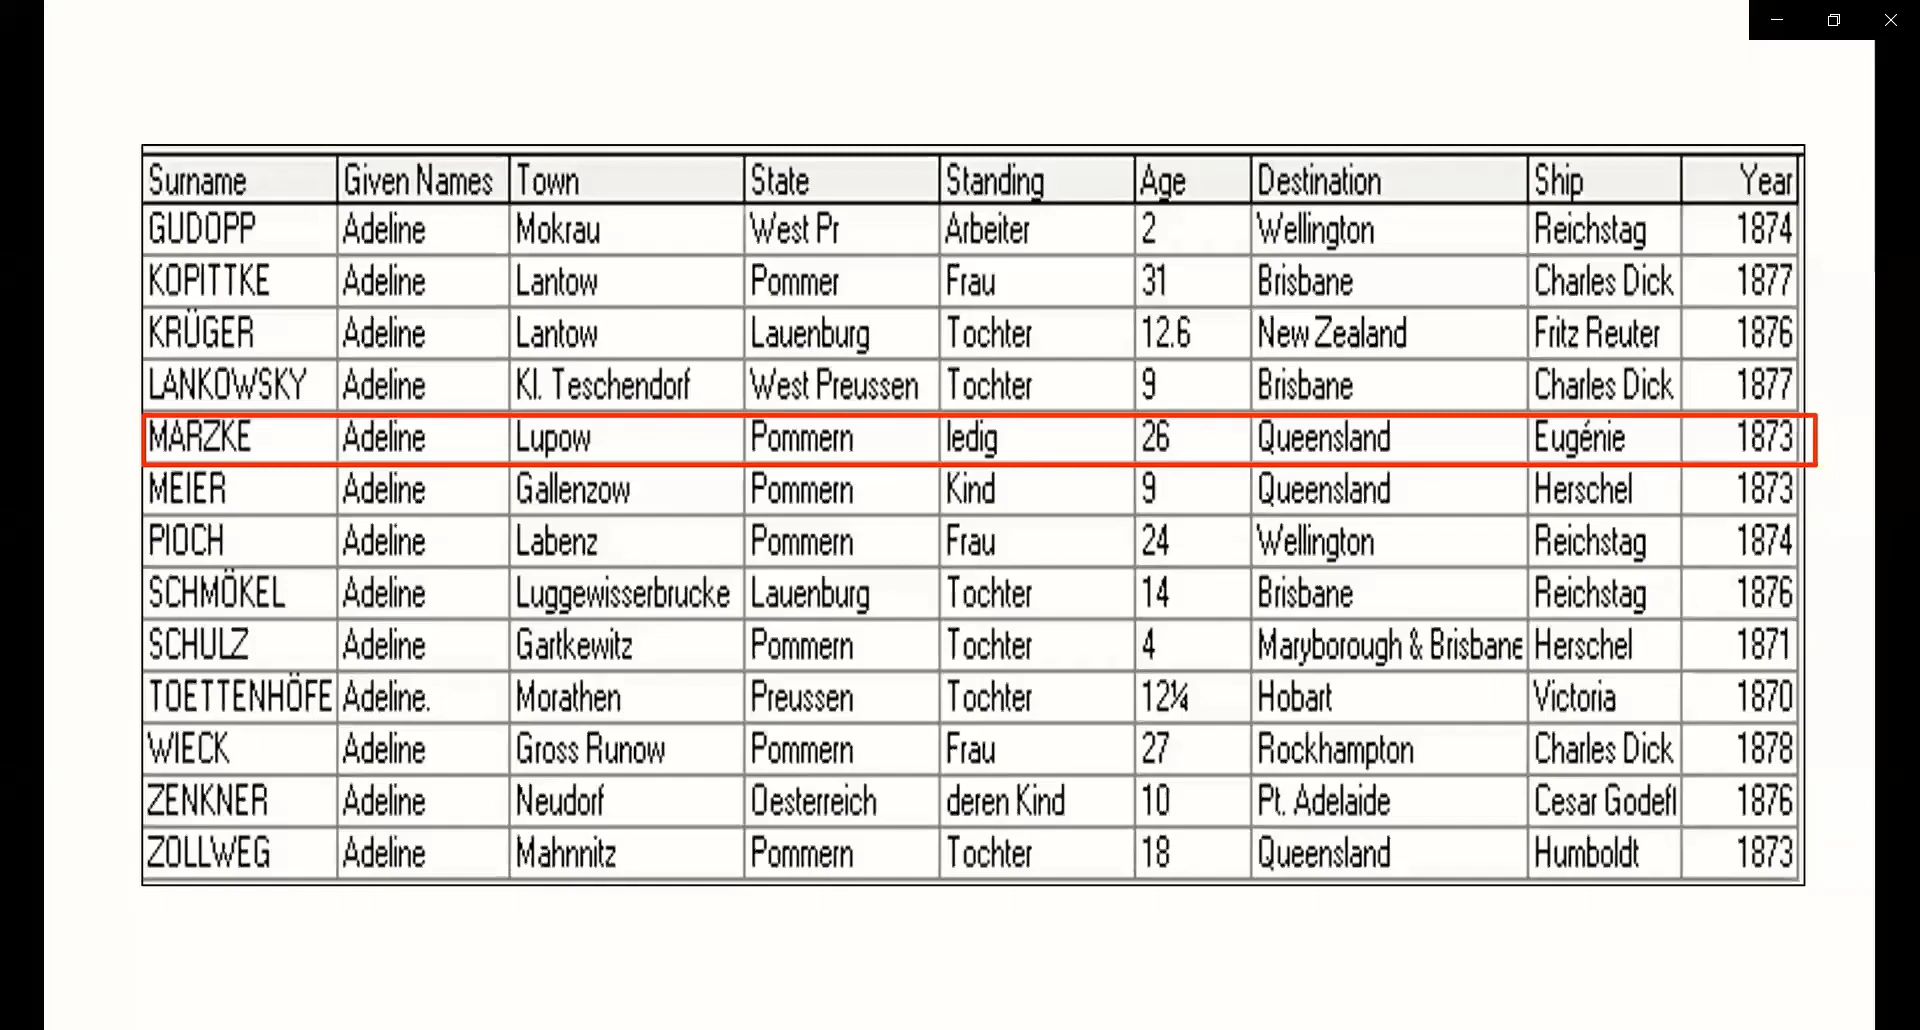 Surname Given Names Town State Standing Age Destination Ship Year
GUDOPP Adeline Mokrau West Pr Arbeiter 2 Wellington Reichstag 1874
KOPITTKE Adeline Lantow Pommer Frau 31 Brisbane Charles Dick 1877
KRÜGER Adeline Lantow Lauenburg Tochter 12.6 New Zealand Fritz Reuter 1876
LANKOWSKY Adeline Kl. Teschendorf West Preussen Tochter 9 Brisbane Charles Dick 1877
MARZKE Adeline Lupow Pommern ledig 26 Queensland Eugénie 1873
MEIER Adeline Gallenzow Pommern Kind 9 Queensland Herschel 1873
PIOCH Adeline Labenz Pommern Frau 24 Wellington Reichstag 1874
SCHMÖKEL Adeline Luggewisserbrucke Lauenburg Tochter 14 Brisbane Reichstag 1876
SCHULZ Adeline Gartkewitz Pommern Tochter 4 Maryborough & Brisbane Herschel 1871
TOETTENHÖFE Adeline. Morathen Preussen Tochter 12¼ Hobart Victoria 1870
WIECK Adeline Gross Runow Pommern Frau 27 Rockhampton Charles Dick 1878
ZENKNER Adeline Neudorf Oesterreich deren Kind 10 Pt. Adelaide Cesar Godefl 1876
ZOLLWEG Adeline Mahnnitz Pommern Tochter 18 Queensland Humboldt 1873